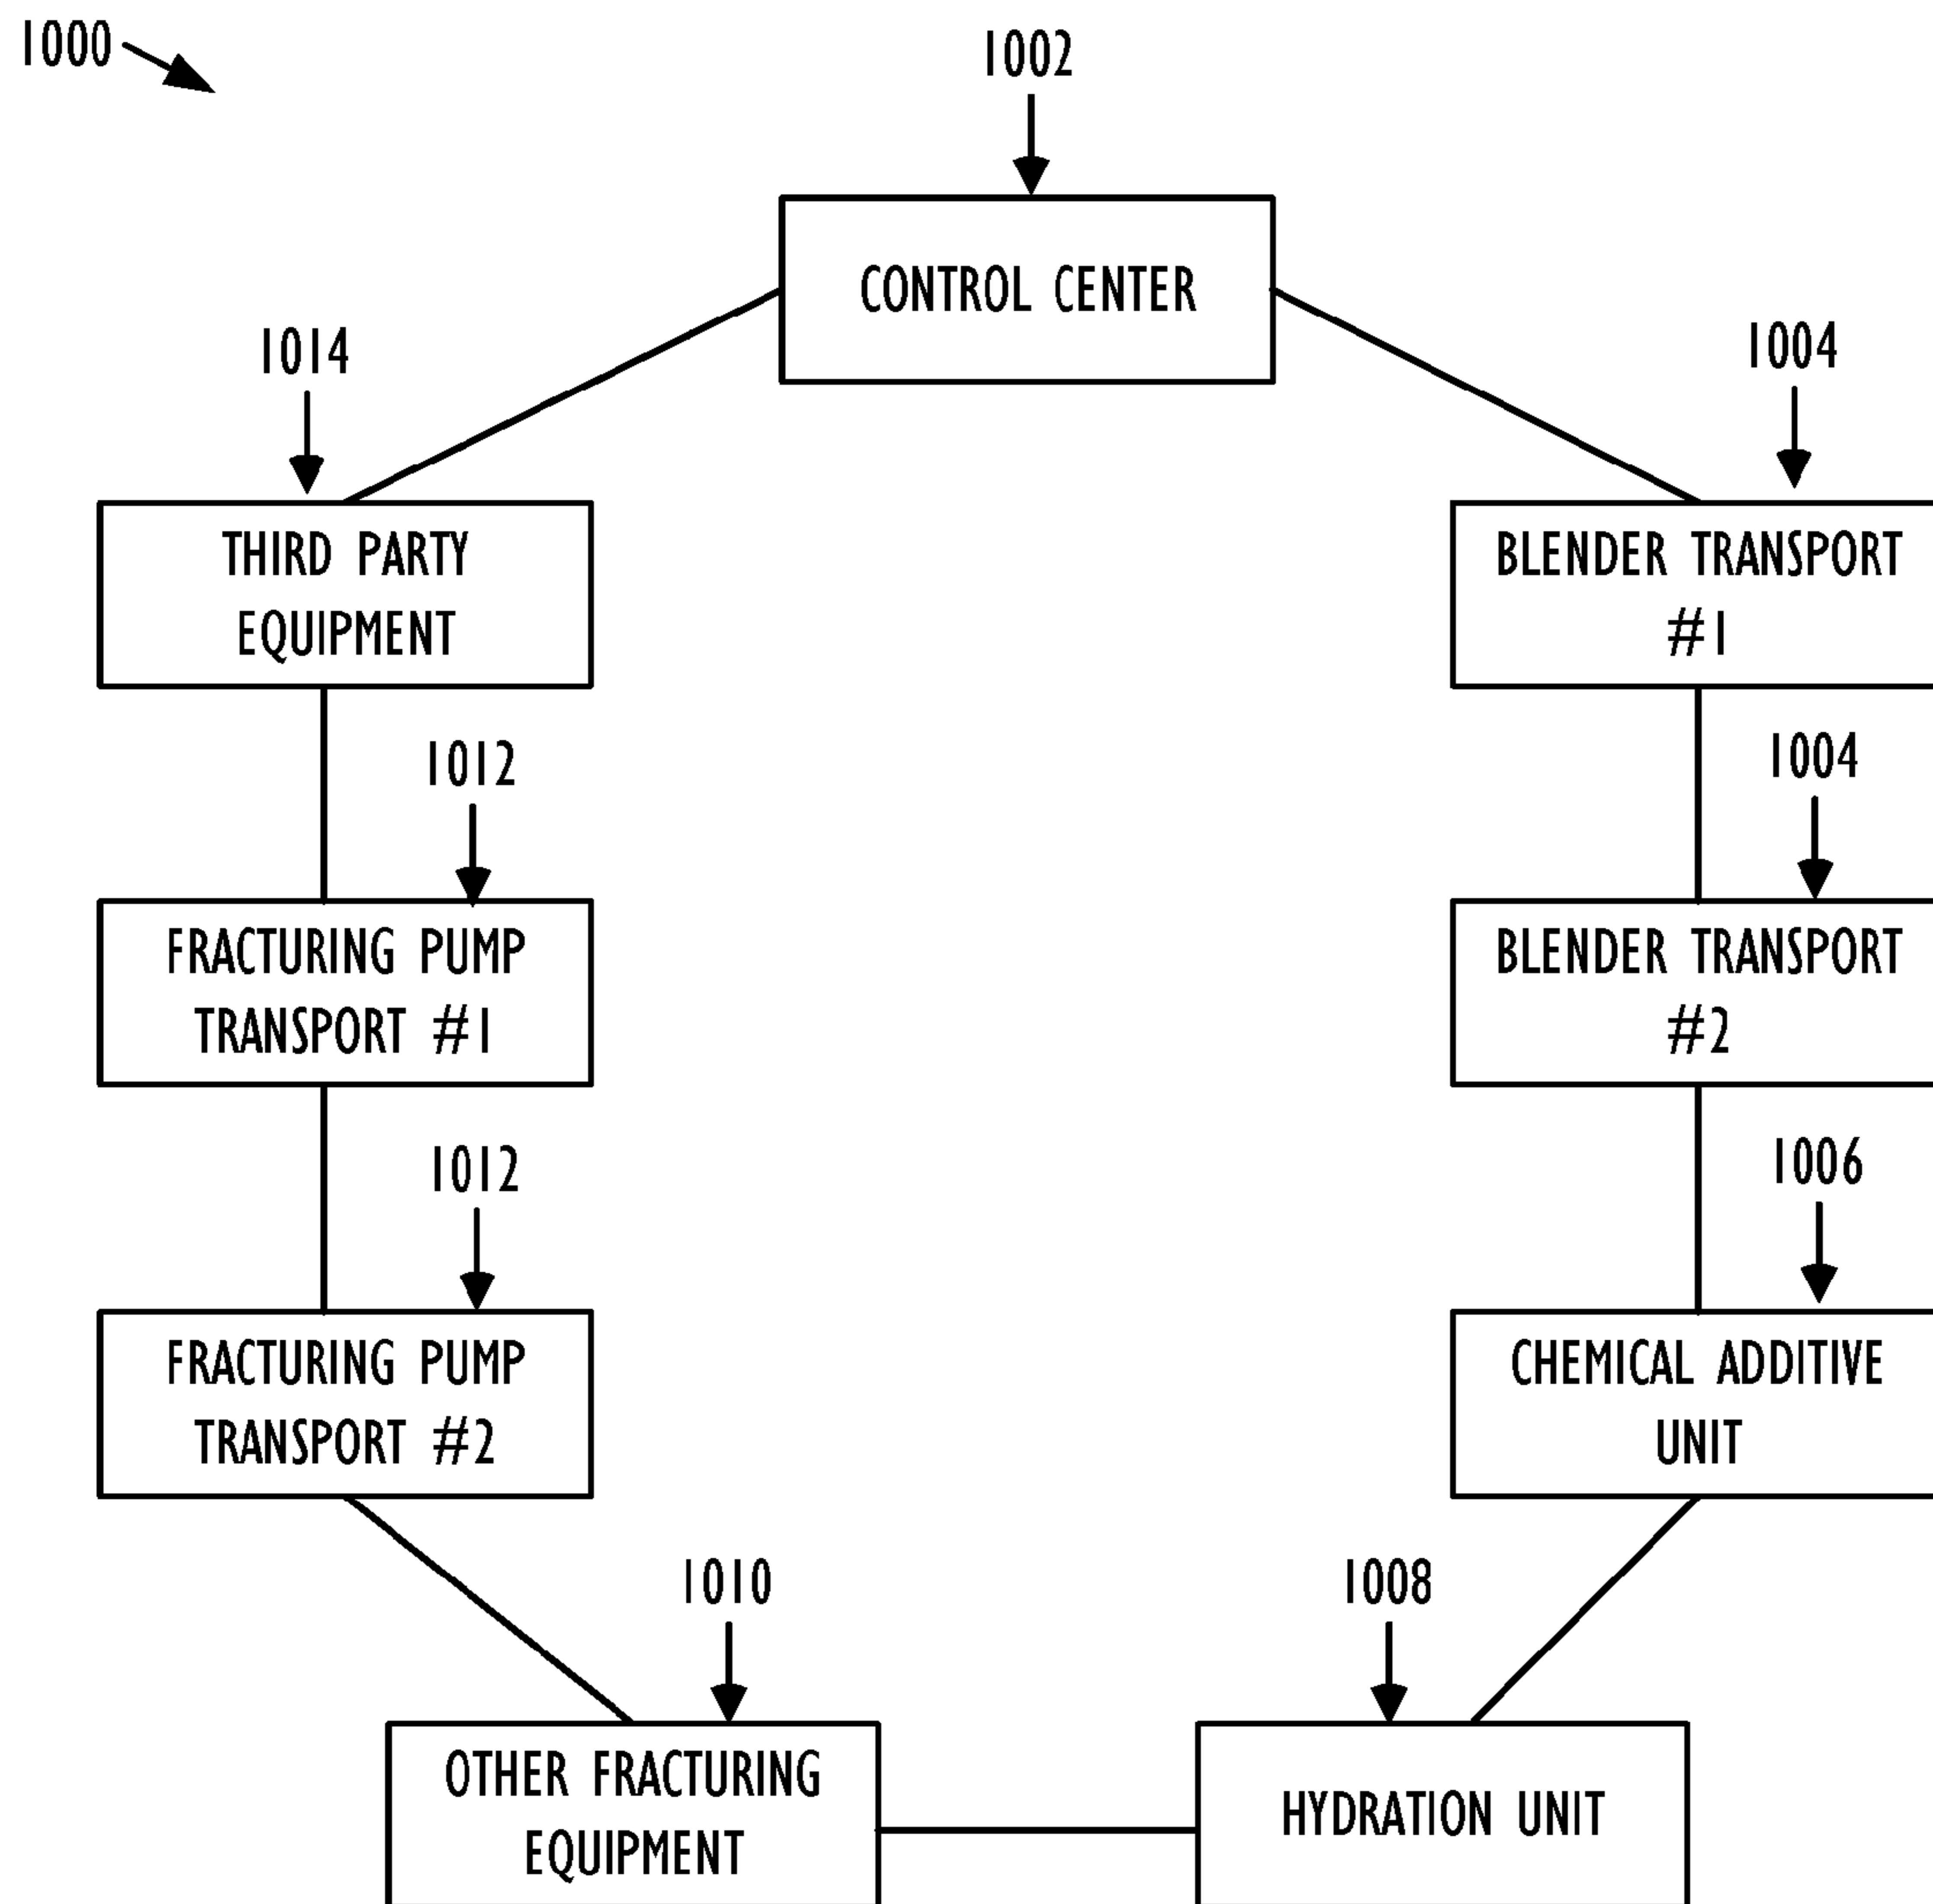 1000
1002
CONTROL CENTER
1014
1004
THIRD PARTY
EQUIPMENT
BLENDER TRANSPORT
#1
1012
1004
FRACTURING PUMP
TRANSPORT #1
BLENDER TRANSPORT
#2
1012
1006
FRACTURING PUMP
TRANSPORT #2
CHEMICAL ADDITIVE
UNIT
1010
1008
OTHER FRACTURING
EQUIPMENT
HYDRATION UNIT